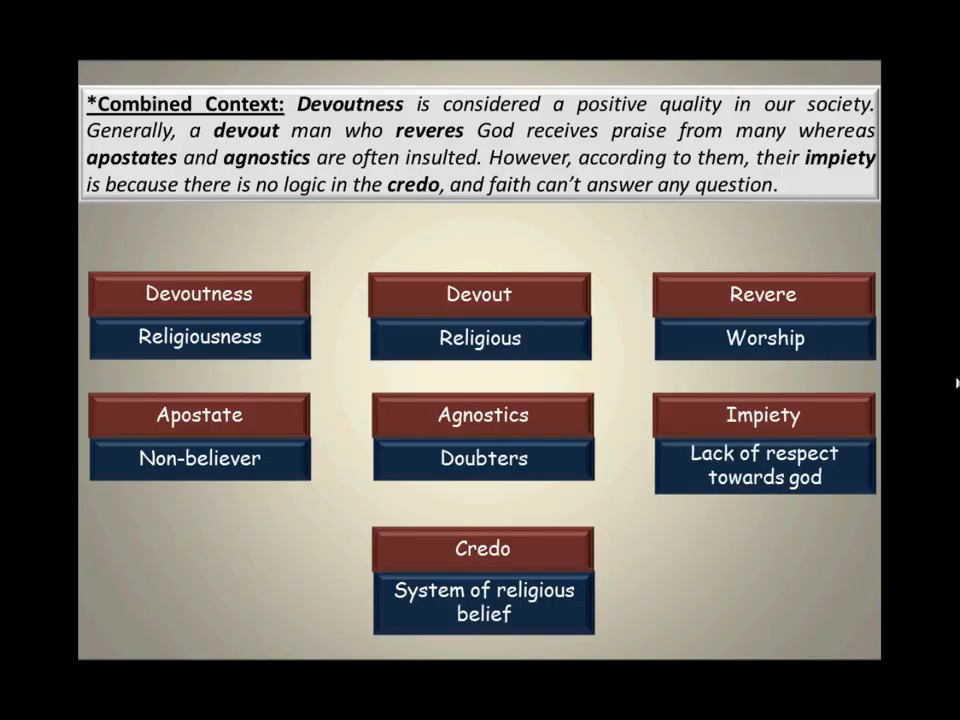 *Combined Context: Devoutness is considered a positive quality in our society.
Generally, a devout man who reveres God receives praise from many whereas
apostates and agnostics are often insulted. However, according to them, their impiety
is because there is no logic in the credo, and faith can't answer any question.
Devoutness
Religiousness
Devout
Religious
Revere
Worship
Apostate
Non-believer
Agnostics
Doubters
Impiety
Lack of respect
towards god
Credo
System of religious
belief